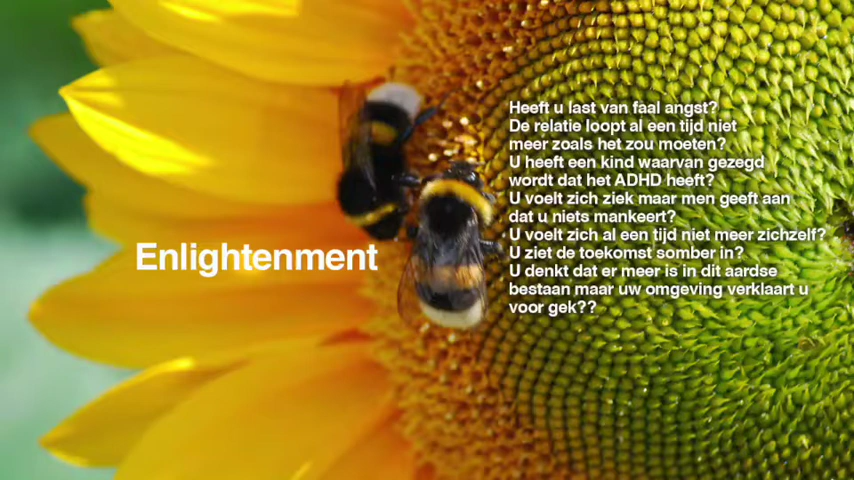 Enlightenment
Heeft u last van faal angst?
De relatie loopt al een tijd niet
meer zoals het zou moeten?
U heeft een kind waarvan gezegd
wordt dat het ADHD heeft?
U voelt zich ziek maar men geeft aan
dat u niets mankeert?
U voelt zich al een tijd niet meer zichzelf?
U ziet de toekomst somber in?
U denkt dat er meer is in dit aardse
bestaan maar uw omgeving verklaart u
voor gek??